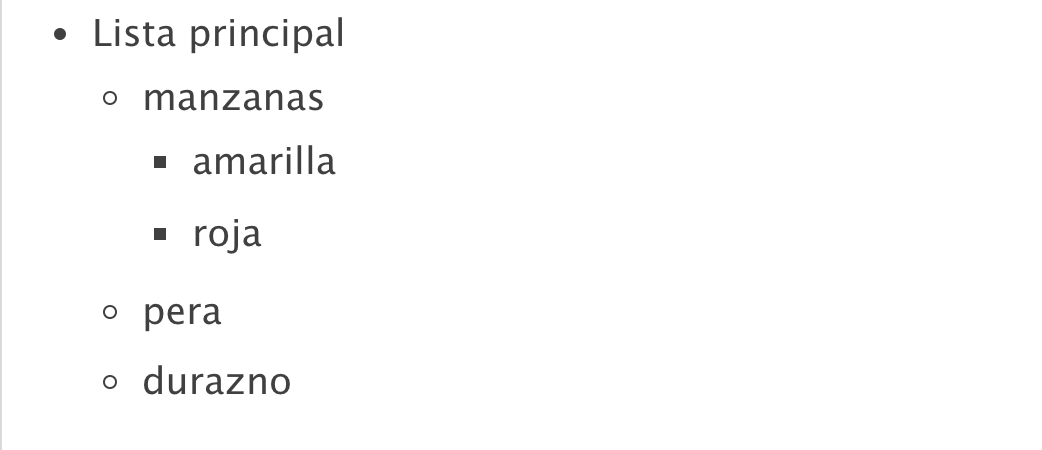 Lista principal
manzanas
amarilla
roja
pera
durazno